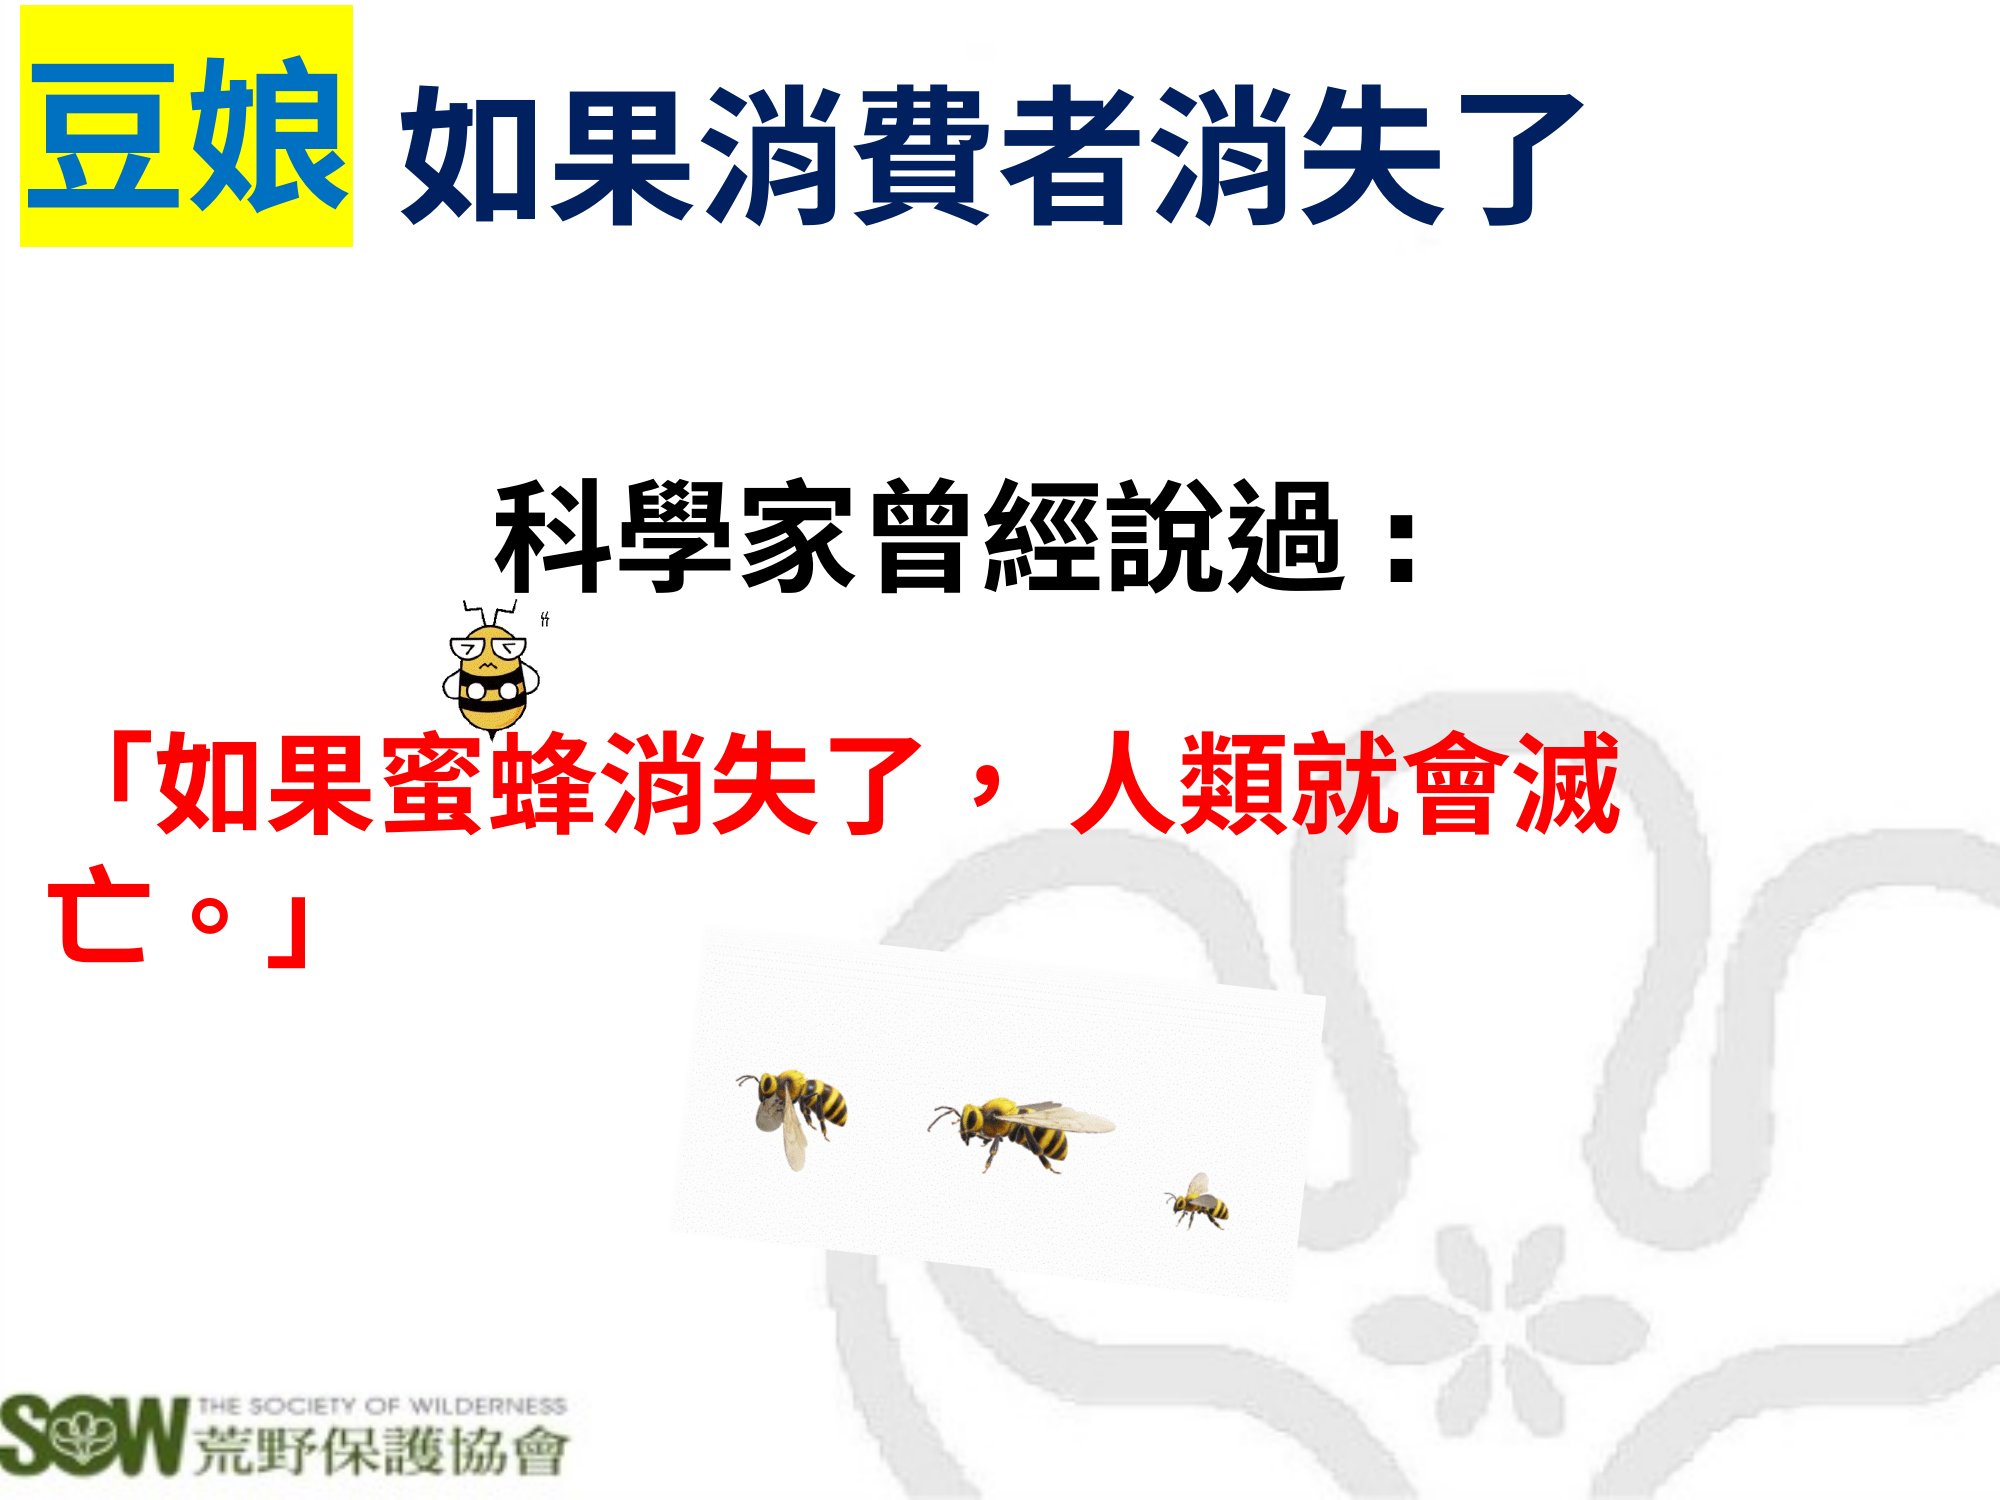 豆娘
如果消費者消失了
科學家曾經說過：
「如果蜜蜂消失了， 人類就會滅
亡。」
SOW THE SOCIETY OF WILDERNESS
荒野保護協會